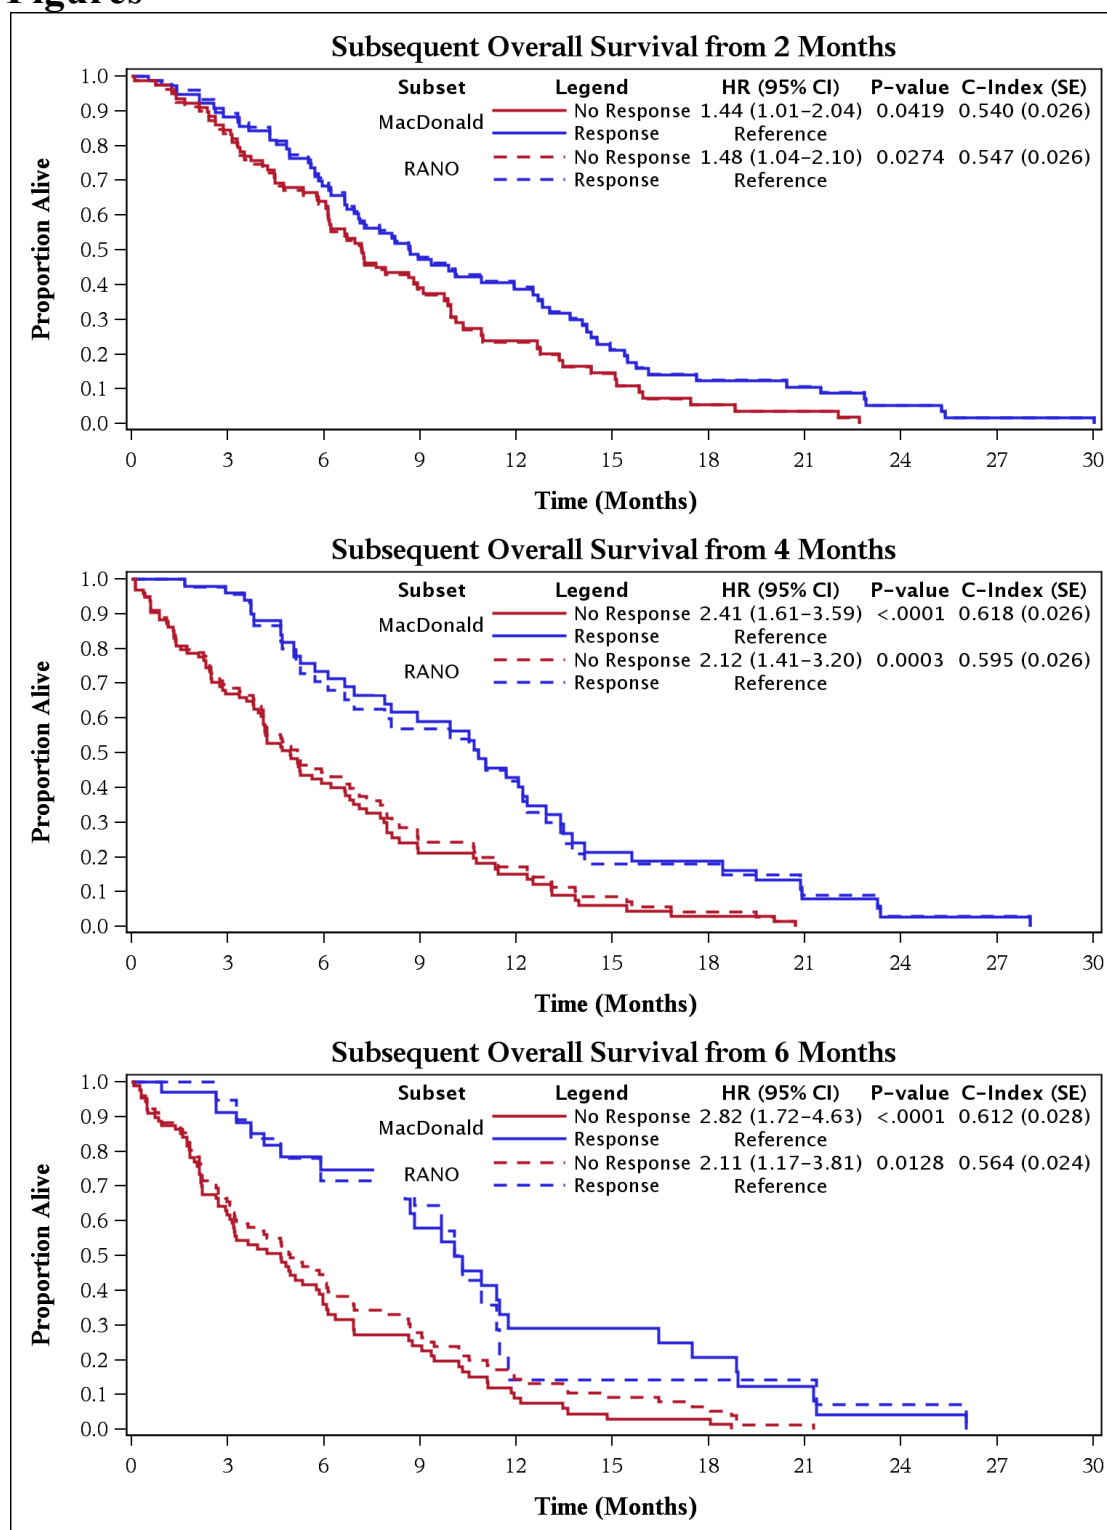 Figures
Subsequent Overall Survival from 2 Months
Subset Legend HR (95% CI) P-value C-Index (SE)
MacDonald
No Response 1.44 (1.01-2.04) 0.0419 0.540 (0.026)
Response Reference
RANO
No Response 1.48 (1.04-2.10) 0.0274 0.547 (0.026)
Response Reference
Proportion Alive
1.0
0.9
0.8
0.7
0.6
0.5
0.4
0.3
0.2
0.1
0.0
0 3 6 9 12 15 18 21 24 27 30
Time (Months)
Subsequent Overall Survival from 4 Months
Subset Legend HR (95% CI) P-value C-Index (SE)
MacDonald
No Response 2.41 (1.61-3.59) <.0001 0.618 (0.026)
Response Reference
RANO
No Response 2.12 (1.41-3.20) 0.0003 0.595 (0.026)
Response Reference
Proportion Alive
1.0
0.9
0.8
0.7
0.6
0.5
0.4
0.3
0.2
0.1
0.0
0 3 6 9 12 15 18 21 24 27 30
Time (Months)
Subsequent Overall Survival from 6 Months
Subset Legend HR (95% CI) P-value C-Index (SE)
MacDonald
No Response 2.82 (1.72-4.63) <.0001 0.612 (0.028)
Response Reference
RANO
No Response 2.11 (1.17-3.81) 0.0128 0.564 (0.024)
Response Reference
Proportion Alive
1.0
0.9
0.8
0.7
0.6
0.5
0.4
0.3
0.2
0.1
0.0
0 3 6 9 12 15 18 21 24 27 30
Time (Months)